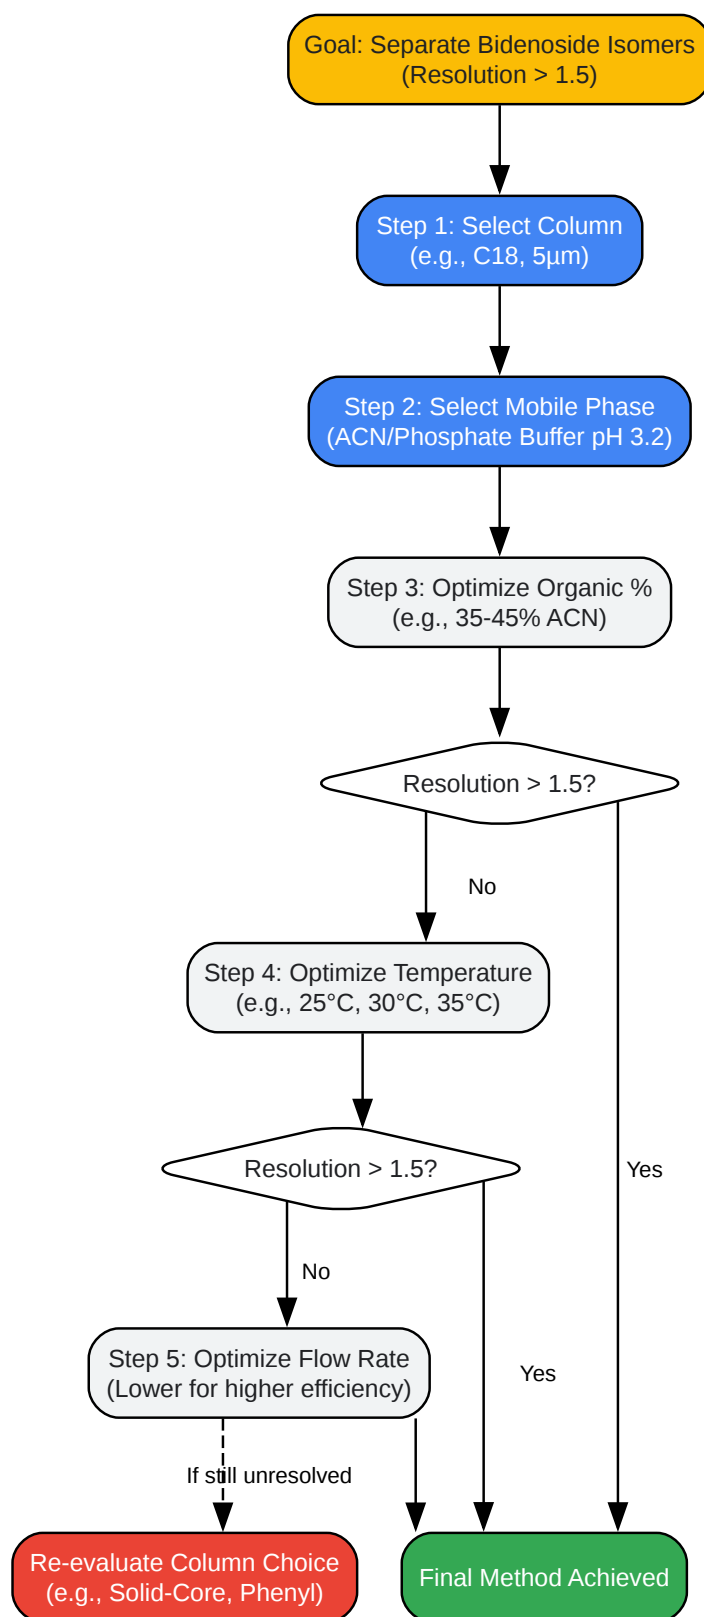 Goal: Separate Bidenoside Isomers
(Resolution > 1.5)
Step 1: Select Column
(e.g., C18, 5µm)
Step 2: Select Mobile Phase
(ACN/Phosphate Buffer pH 3.2)
Step 3: Optimize Organic %
(e.g., 35-45% ACN)
Resolution > 1.5?
No
Step 4: Optimize Temperature
(e.g., 25°C, 30°C, 35°C)
Resolution > 1.5?
Yes
No
Step 5: Optimize Flow Rate
(Lower for higher efficiency)
Yes
If still unresolved
Re-evaluate Column Choice
(e.g., Solid-Core, Phenyl)
Final Method Achieved